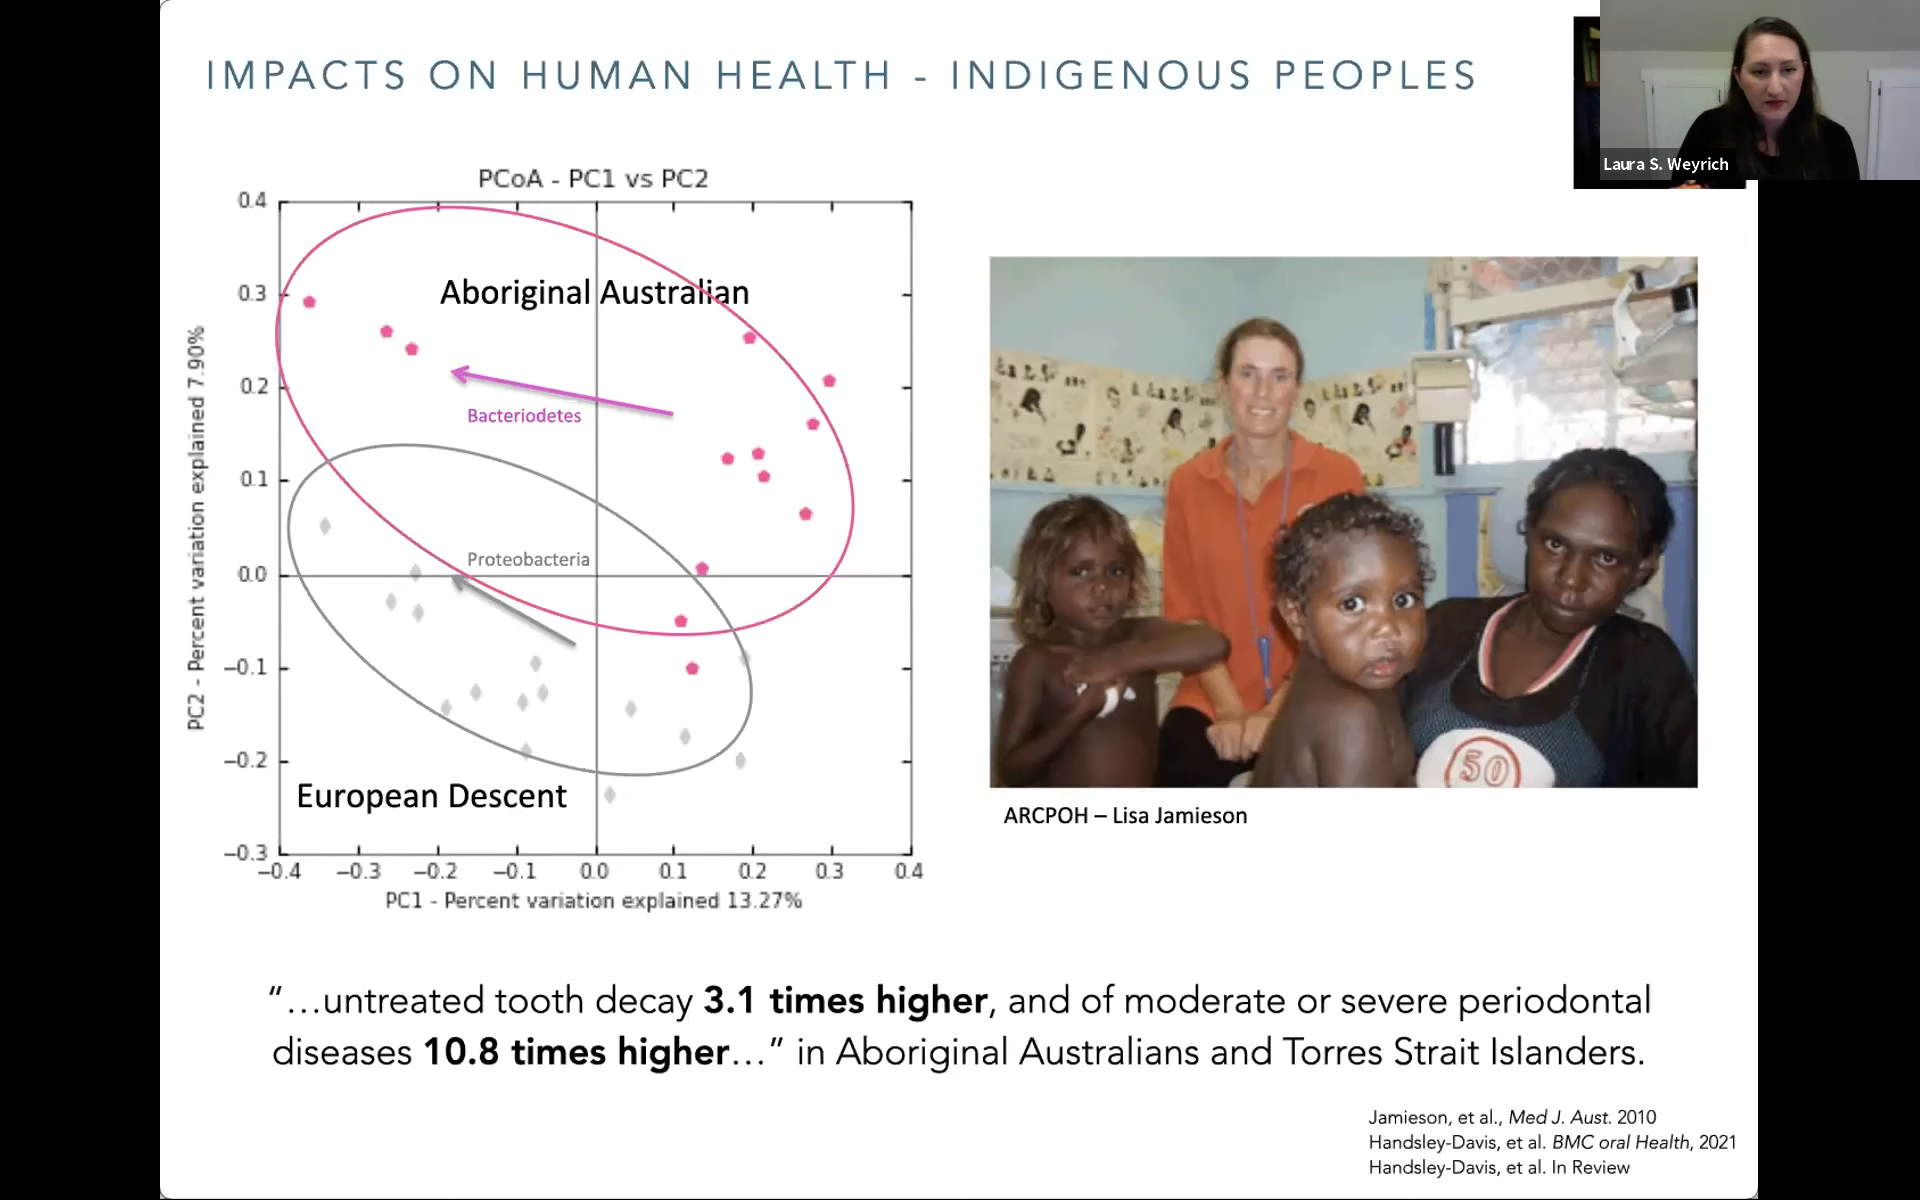 IMPACTS ON HUMAN HEALTH - INDIGENOUS PEOPLES
Laura S. Weyrich
PCoA - PC1 vs PC2
0.4
0.3
0.2
0.1
0.0
−0.1
−0.2
−0.3
PC2 - Percent variation explained 7.90%
Aboriginal Australian
Bacteriodetes
Proteobacteria
European Descent
−0.4 −0.3 −0.2 −0.1 0.0 0.1 0.2 0.3 0.4
PC1 - Percent variation explained 13.27%
50
ARCPOH – Lisa Jamieson
“…untreated tooth decay 3.1 times higher, and of moderate or severe periodontal
diseases 10.8 times higher…” in Aboriginal Australians and Torres Strait Islanders.
Jamieson, et al., Med J. Aust. 2010
Handsley-Davis, et al. BMC oral Health, 2021
Handsley-Davis, et al. In Review